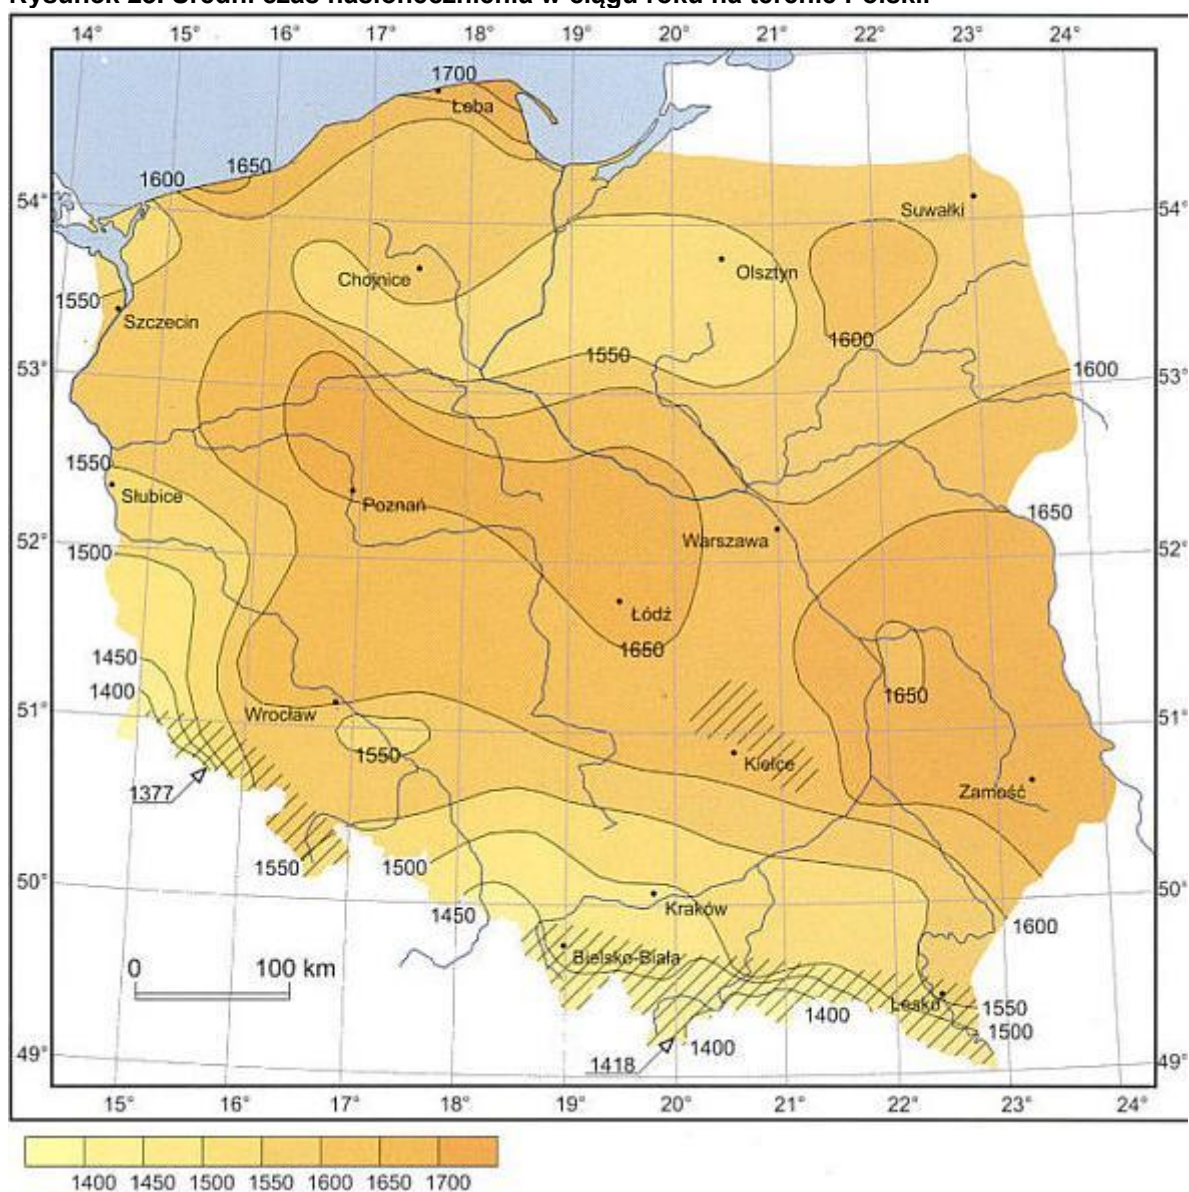 Rysunek 28. Średni czas nasłonecznienia w ciągu roku na terenie Polski.
14° 15° 16° 17° 18° 19° 20° 21° 22° 23° 24°
1700
Łeba
1650
1600
54° 54°
Suwałki
Chojnice
Olsztyn
1550
Szczecin
1600
1550
53° 53°
1600
1550
Słubice
Poznań
1650
Warszawa
52° 52°
1500
Łódź
1650
1450
1400
1650
51° 51°
Wrocław
1550
Kielce
Zamość
1377
1550
1500
50° 50°
Kraków
1450
1600
Bielsko-Biała
0 100 km
Lesko
1550
1400
1500
1400
1418
49° 49°
15° 16° 17° 18° 19° 20° 21° 22° 23° 24°
1400 1450 1500 1550 1600 1650 1700